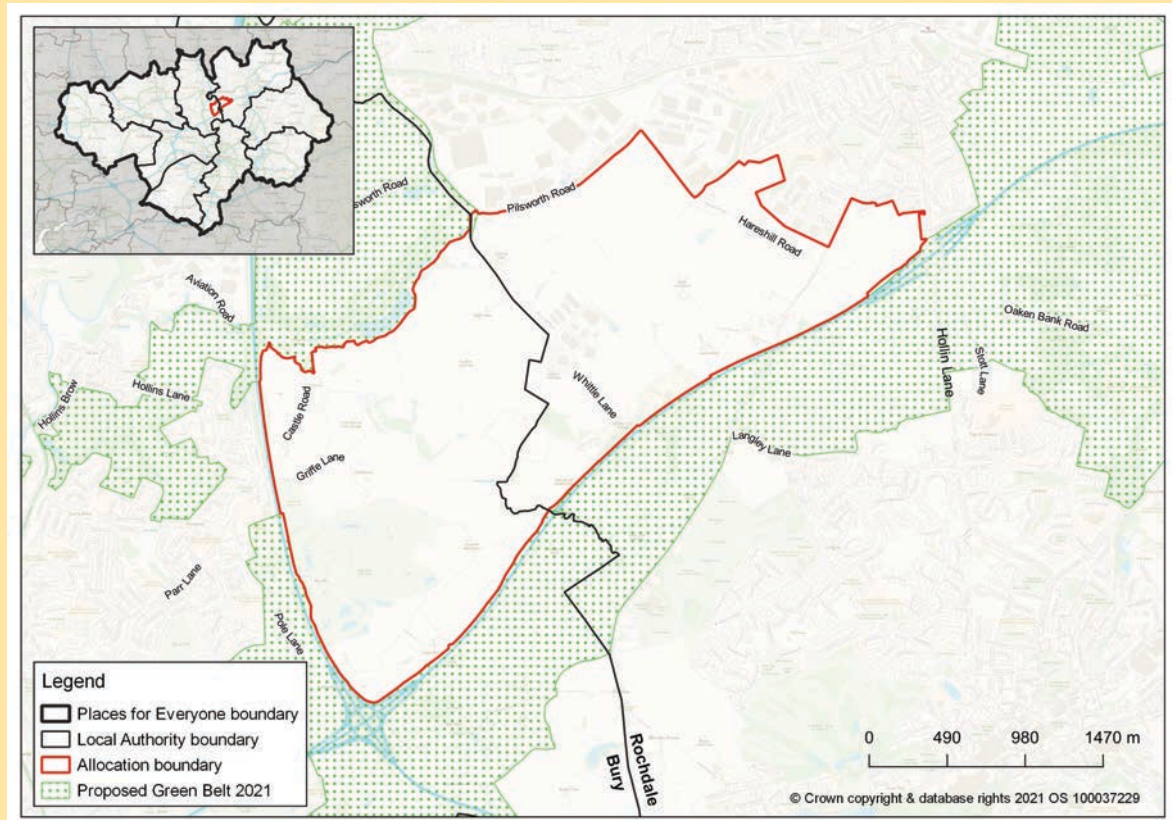 sworth Road
Pilsworth Road
Hareshill Road
Aviation Road
Oaken Bank Road
Hollin Lane
Stott Lane
Hollins Lane
Hollins Brow
Castle Road
Whittle Lane
Langley Lane
Griffe Lane
Parr Lane
Pole Lane
Rochdale
Bury
Legend
Places for Everyone boundary
Local Authority boundary
Allocation boundary
Proposed Green Belt 2021
0 490 980 1470 m
© Crown copyright & database rights 2021 OS 100037229